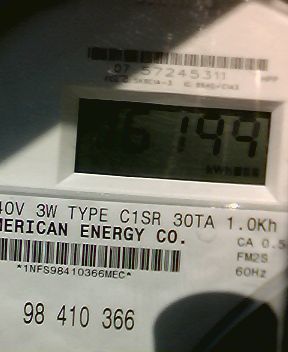 07 57245311
6144
kWh
40V 3W TYPE C1SR 30TA 1.0Kh
MERICAN ENERGY CO.
CA 0.5
FM2S
*1NFS98410366MEC*
60Hz
98 410 366